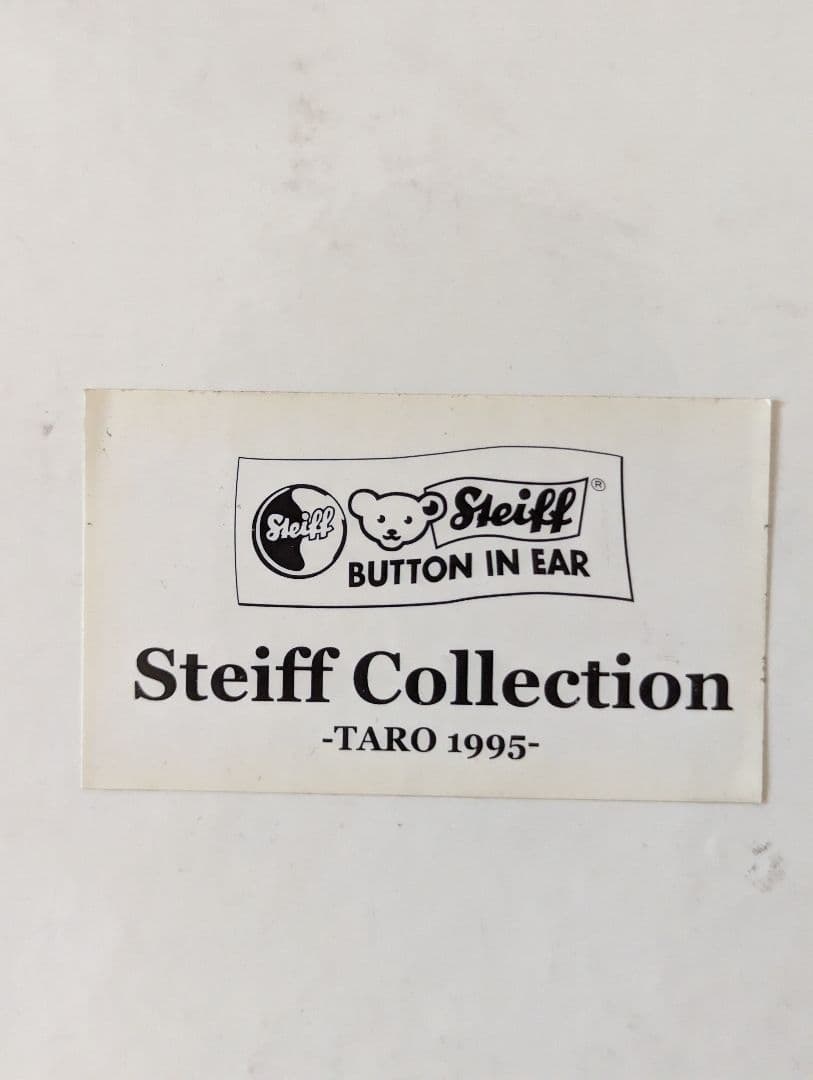 Steiff Steiff ®
BUTTON IN EAR
Steiff Collection
-TARO 1995-